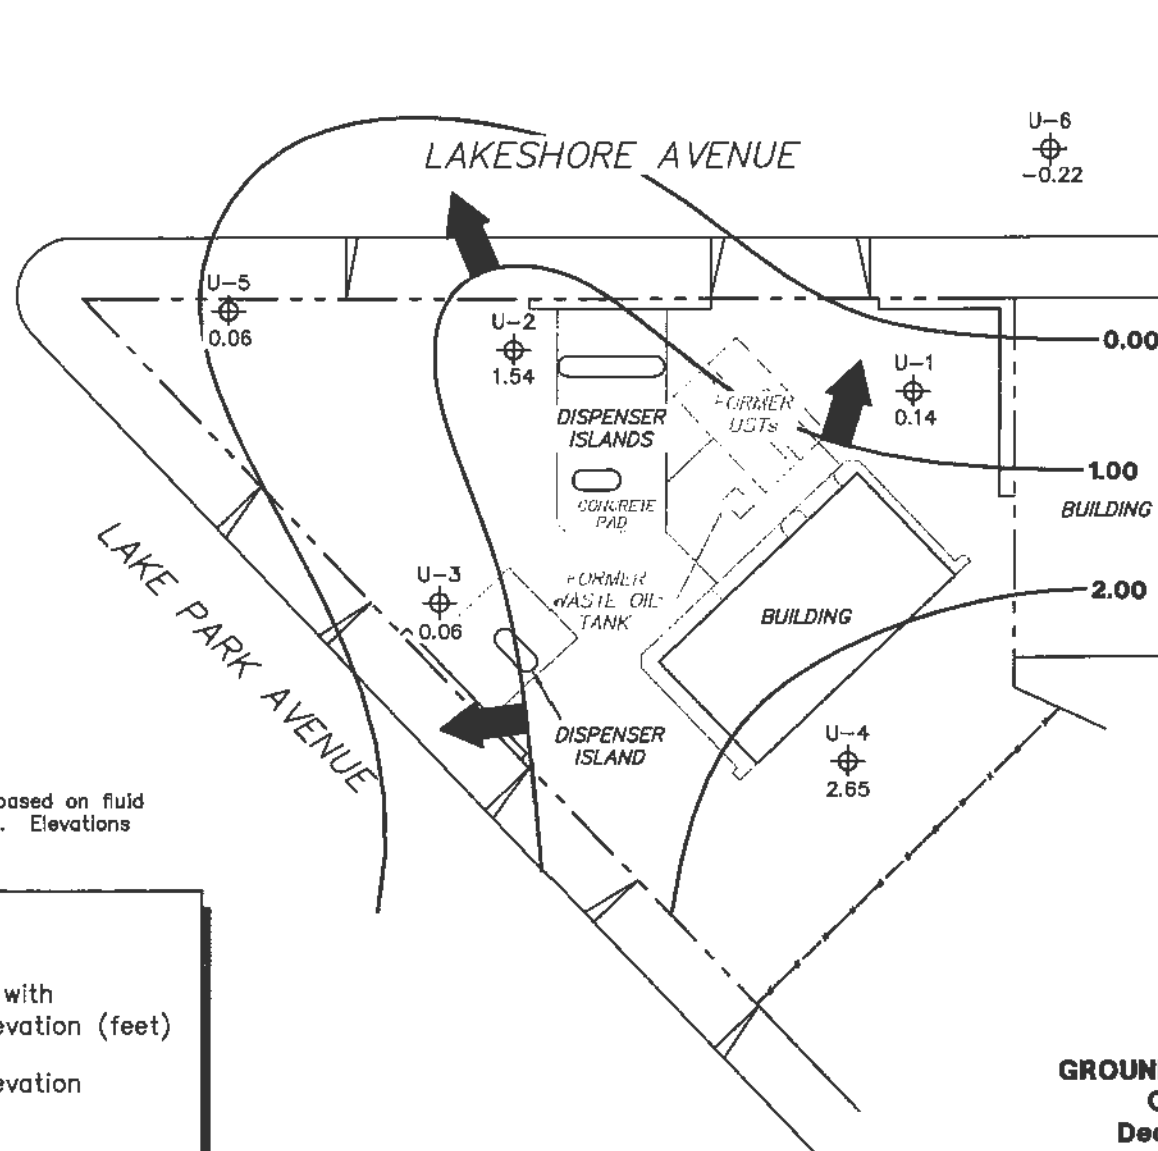 LAKESHORE AVENUE
U-6
-0.22
U-5
0.06
U-2
1.54
0.00
U-1
0.14
DISPENSER
ISLANDS
FORMER
USTs
1.00
CONCRETE
PAD
BUILDING
LAKE PARK AVENUE
U-3
0.06
FORMER
WASTE OIL
TANK
2.00
BUILDING
DISPENSER
ISLAND
U-4
2.65
based on fluid
. Elevations
with
evation (feet)
evation
GROUN
C
Dec